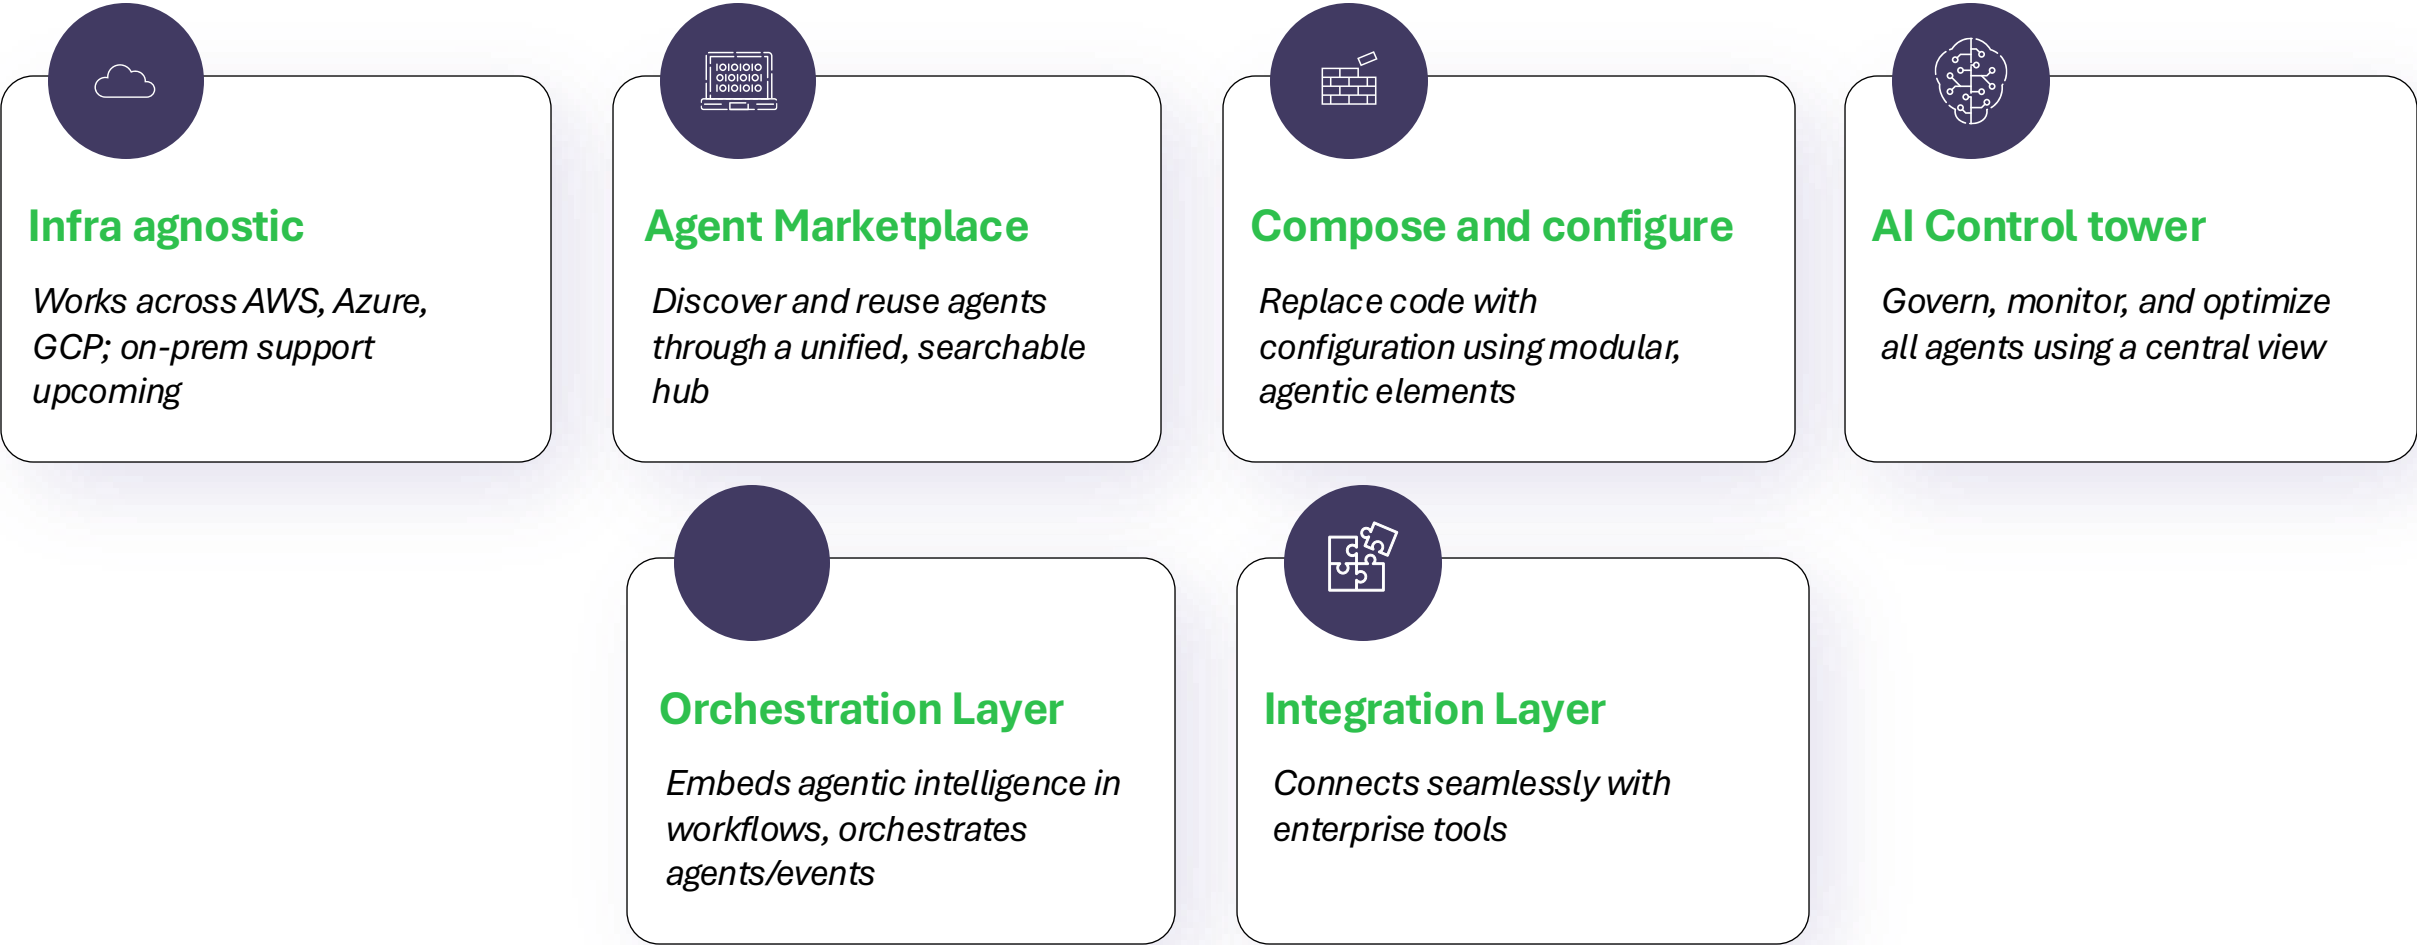 IOIOIOIO
OIOIOIOI
IOIOIOIO
Infra agnostic
Works across AWS, Azure,
GCP; on-prem support
upcoming
Agent Marketplace
Discover and reuse agents
through a unified, searchable
hub
Compose and configure
Replace code with
configuration using modular,
agentic elements
AI Control tower
Govern, monitor, and optimize
all agents using a central view
Orchestration Layer
Embeds agentic intelligence in
workflows, orchestrates
agents/events
Integration Layer
Connects seamlessly with
enterprise tools